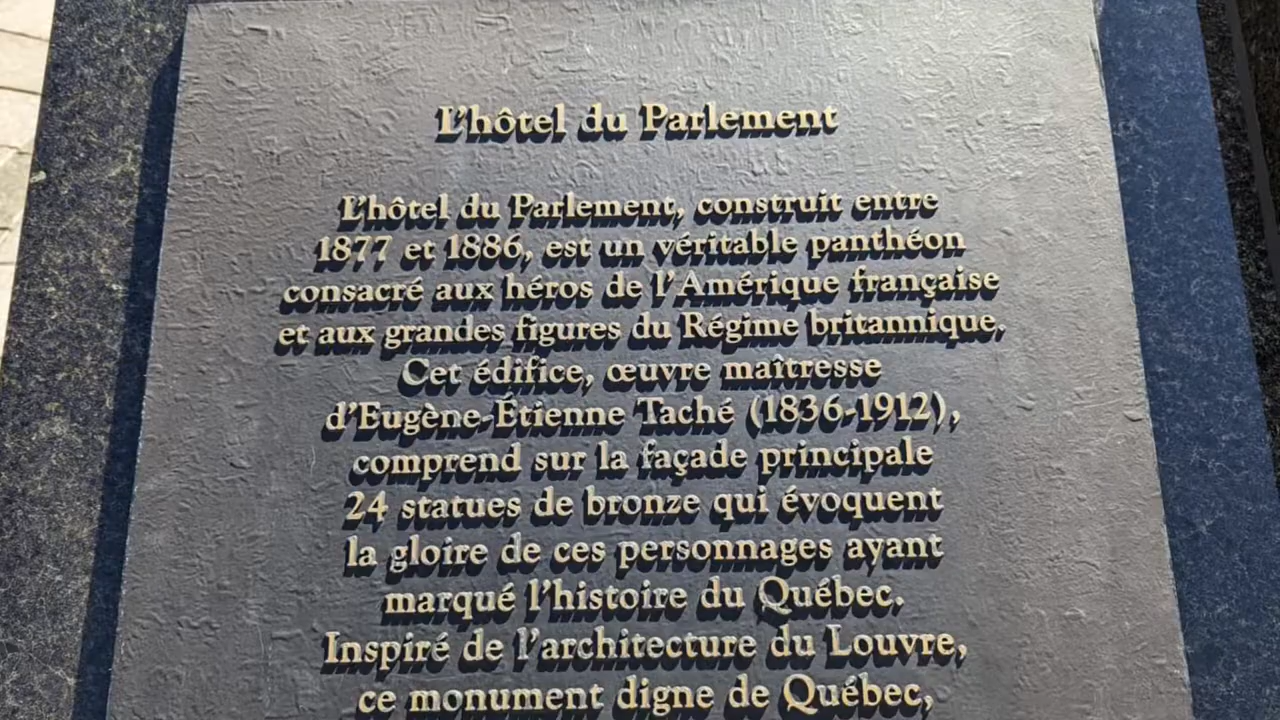 L'hôtel du Parlement
L'hôtel du Parlement, construit entre
1877 et 1886, est un véritable panthéon
consacré aux héros de l'Amérique française
et aux grandes figures du Régime britannique.
Cet édifice, œuvre maîtresse
d'Eugène-Étienne Taché (1836-1912),
comprend sur la façade principale
24 statues de bronze qui évoquent
la gloire de ces personnages ayant
marqué l'histoire du Québec.
Inspiré de l'architecture du Louvre,
ce monument digne de Québec,